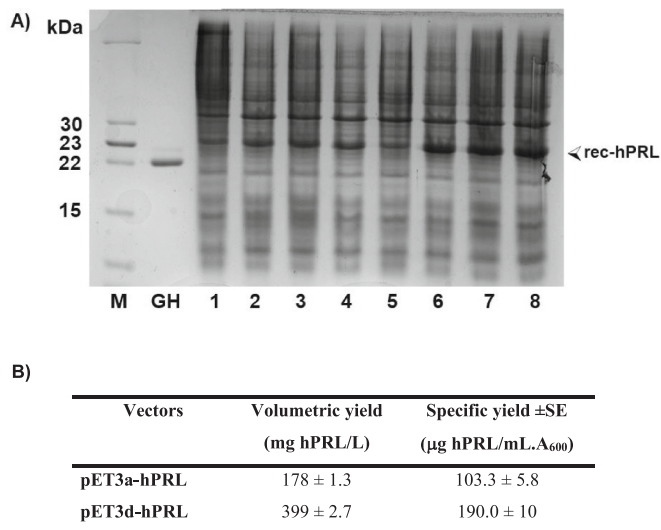 A)
kDa
30
23
22
15
rec-hPRL
M GH 1 2 3 4 5 6 7 8
B)
Vectors Volumetric yield Specific yield ±SE
(mg hPRL/L) (µg hPRL/mL.A600)
pET3a-hPRL 178 ± 1.3 103.3 ± 5.8
pET3d-hPRL 399 ± 2.7 190.0 ± 10